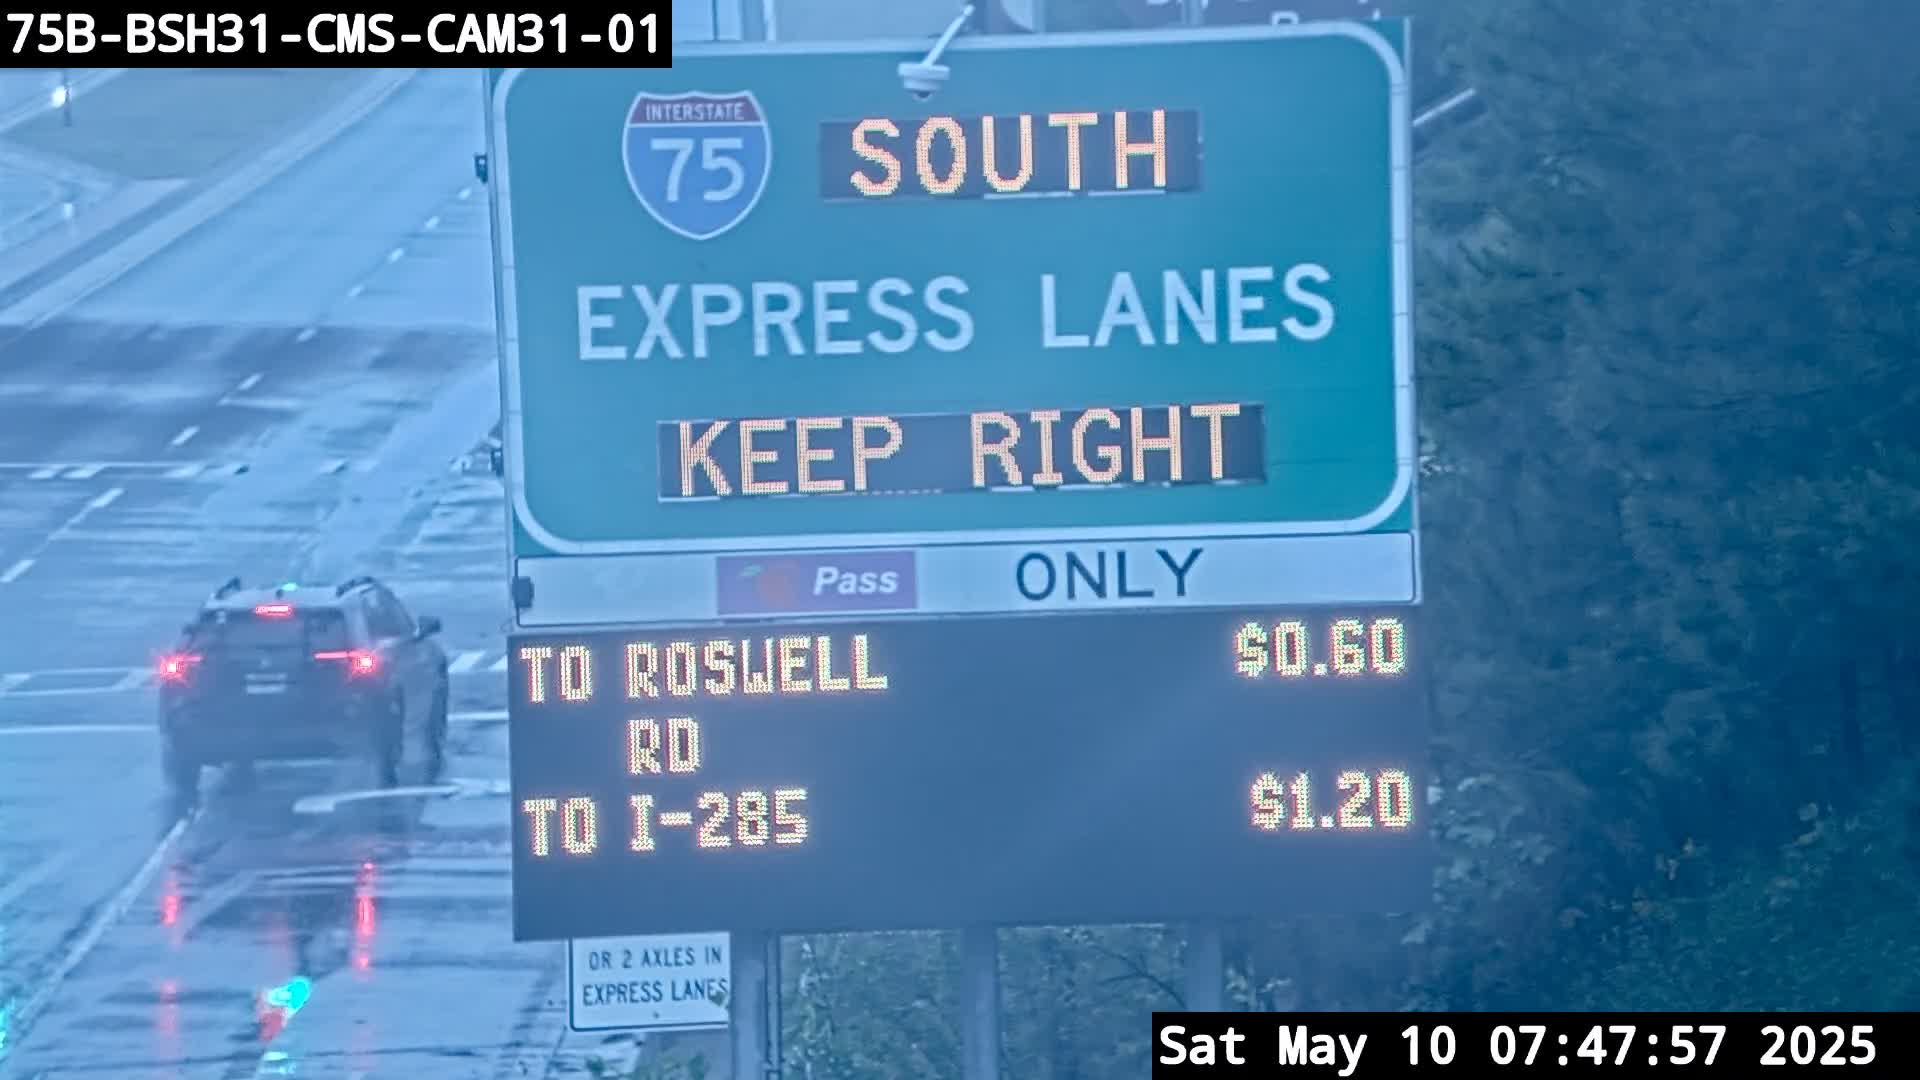 75B-BSH31-CMS-CAM31-01
INTERSTATE
75
SOUTH
EXPRESS LANES
KEEP RIGHT
Pass ONLY
TO ROSWELL $0.60
RD
TO I-285 $1.20
OR 2 AXLES IN
EXPRESS LANES
Sat May 10 07:47:57 2025